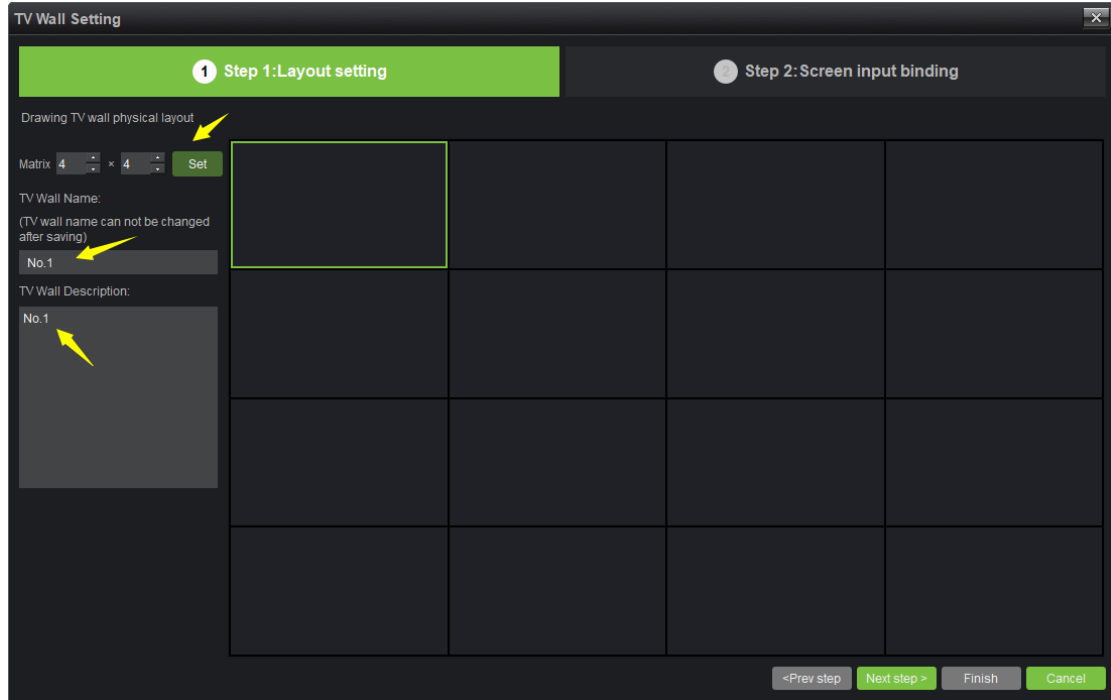 TV Wall Setting
1 Step 1:Layout setting
2 Step 2:Screen input binding
Drawing TV wall physical layout
Matrix 4 × 4 Set
TV Wall Name:
(TV wall name can not be changed
after saving)
No.1
TV Wall Description:
No.1
<Prev step Next step > Finish Cancel